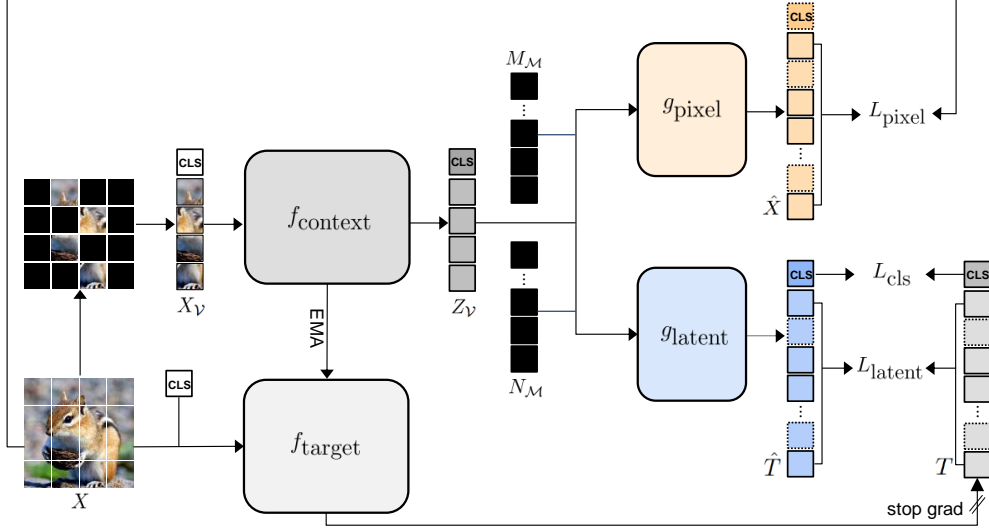 CLS
M_M
g_pixel
L_pixel
X̂
CLS
f_context
CLS
X_V
Z_V
EMA
N_M
g_latent
CLS
L_cls
CLS
L_latent
T̂
T
CLS
f_target
X
stop grad